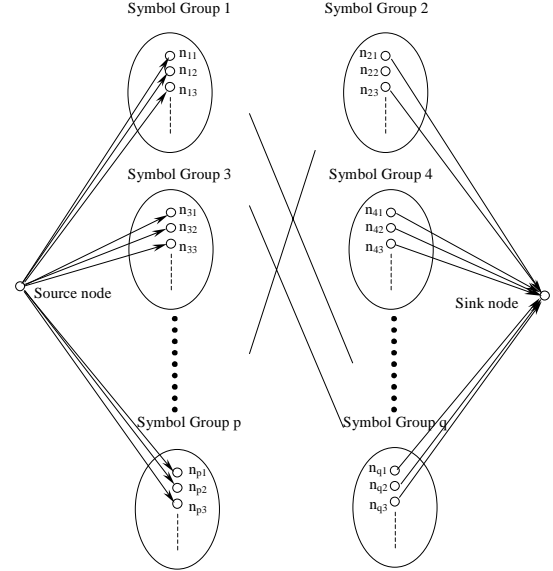 Symbol Group 1
Symbol Group 2
n11
n12
n13
n21
n22
n23
Symbol Group 3
Symbol Group 4
n31
n32
n33
n41
n42
n43
Source node
Sink node
Symbol Group p
Symbol Group q
np1
np2
np3
nq1
nq2
nq3